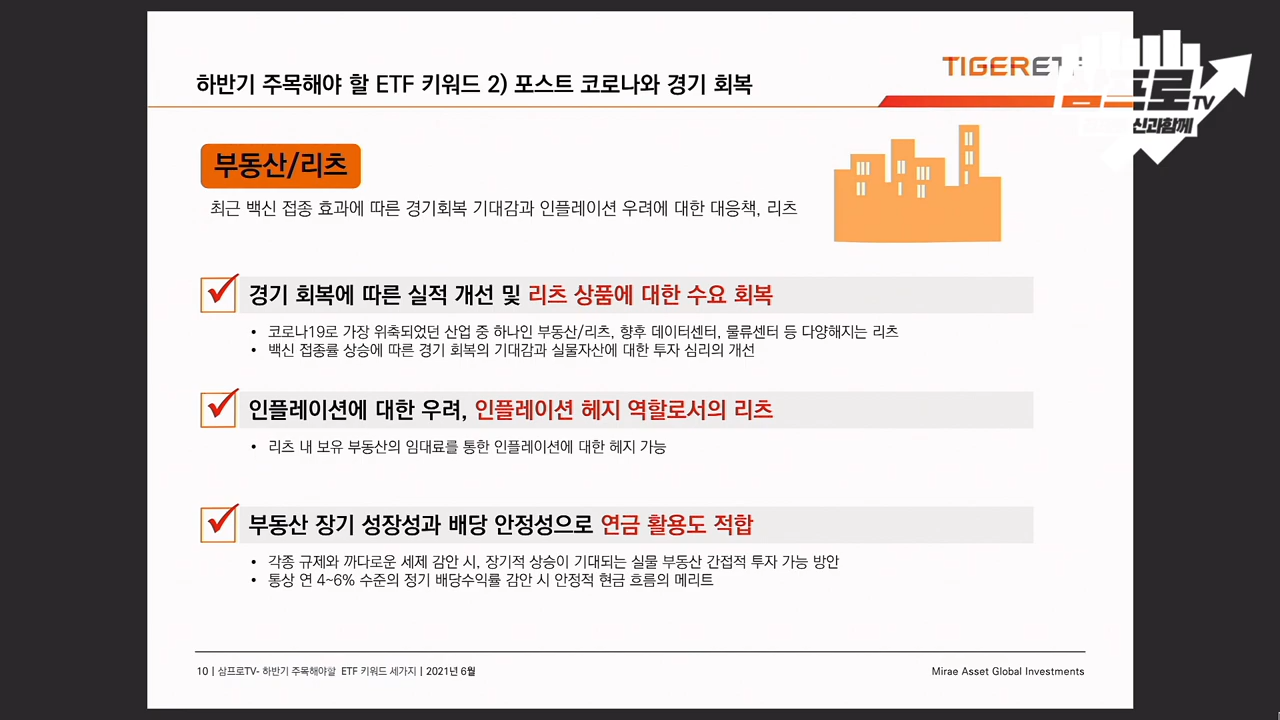 하반기 주목해야 할 ETF 키워드 2) 포스트 코로나와 경기 회복
TIGERETF
삼프로TV
신과함께
부동산/리츠
최근 백신 접종 효과에 따른 경기회복 기대감과 인플레이션 우려에 대한 대응책, 리츠
경기 회복에 따른 실적 개선 및 리츠 상품에 대한 수요 회복
• 코로나19로 가장 위축되었던 산업 중 하나인 부동산/리츠, 향후 데이터센터, 물류센터 등 다양해지는 리츠
• 백신 접종률 상승에 따른 경기 회복의 기대감과 실물자산에 대한 투자 심리의 개선
인플레이션에 대한 우려, 인플레이션 헤지 역할로서의 리츠
• 리츠 내 보유 부동산의 임대료를 통한 인플레이션에 대한 헤지 가능
부동산 장기 성장성과 배당 안정성으로 연금 활용도 적합
• 각종 규제와 까다로운 세제 감안 시, 장기적 상승이 기대되는 실물 부동산 간접적 투자 가능 방안
• 통상 연 4~6% 수준의 정기 배당수익률 감안 시 안정적 현금 흐름의 메리트
10 | 삼프로TV- 하반기 주목해야할 ETF 키워드 세가지 | 2021년 6월
Mirae Asset Global Investments